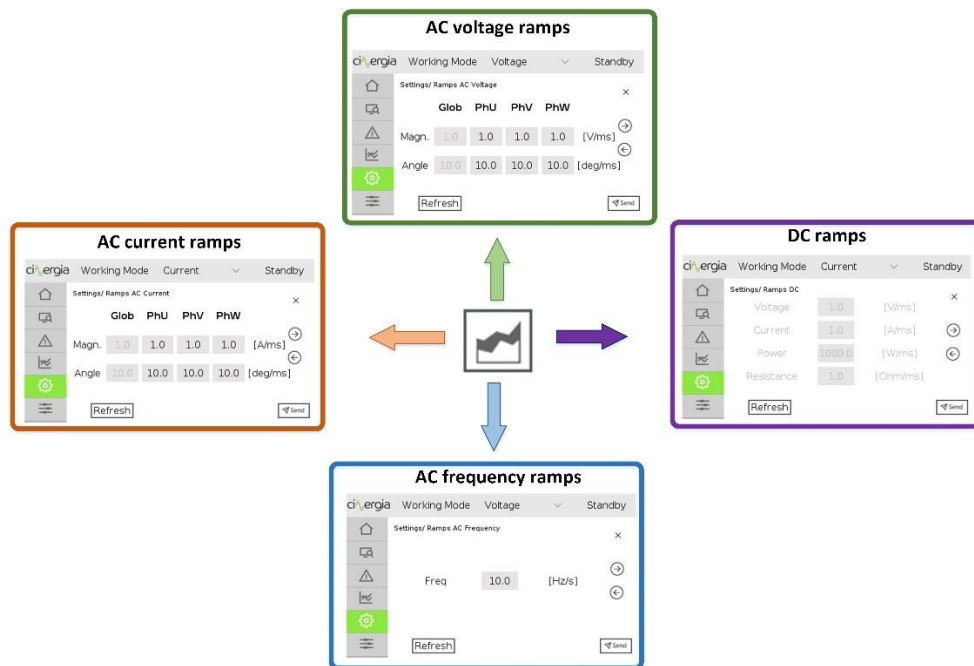 AC voltage ramps
cinergia Working Mode Voltage Standby
Settings/ Ramps AC Voltage
Glob PhU PhV PhW
Magn. 1.0 1.0 1.0 1.0 [V/ms]
Angle 10.0 10.0 10.0 10.0 [deg/ms]
Refresh Send
AC current ramps
cinergia Working Mode Current Standby
Settings/ Ramps AC Current
Glob PhU PhV PhW
Magn. 1.0 1.0 1.0 1.0 [A/ms]
Angle 10.0 10.0 10.0 10.0 [deg/ms]
Refresh Send
DC ramps
cinergia Working Mode Current Standby
Settings/ Ramps DC
Voltage 1.0 [V/ms]
Current 1.0 [A/ms]
Power 1000.0 [W/ms]
Resistance 1.0 [Ohm/ms]
Refresh Send
AC frequency ramps
cinergia Working Mode Voltage Standby
Settings/ Ramps AC Frequency
Freq 10.0 [Hz/s]
Refresh Send